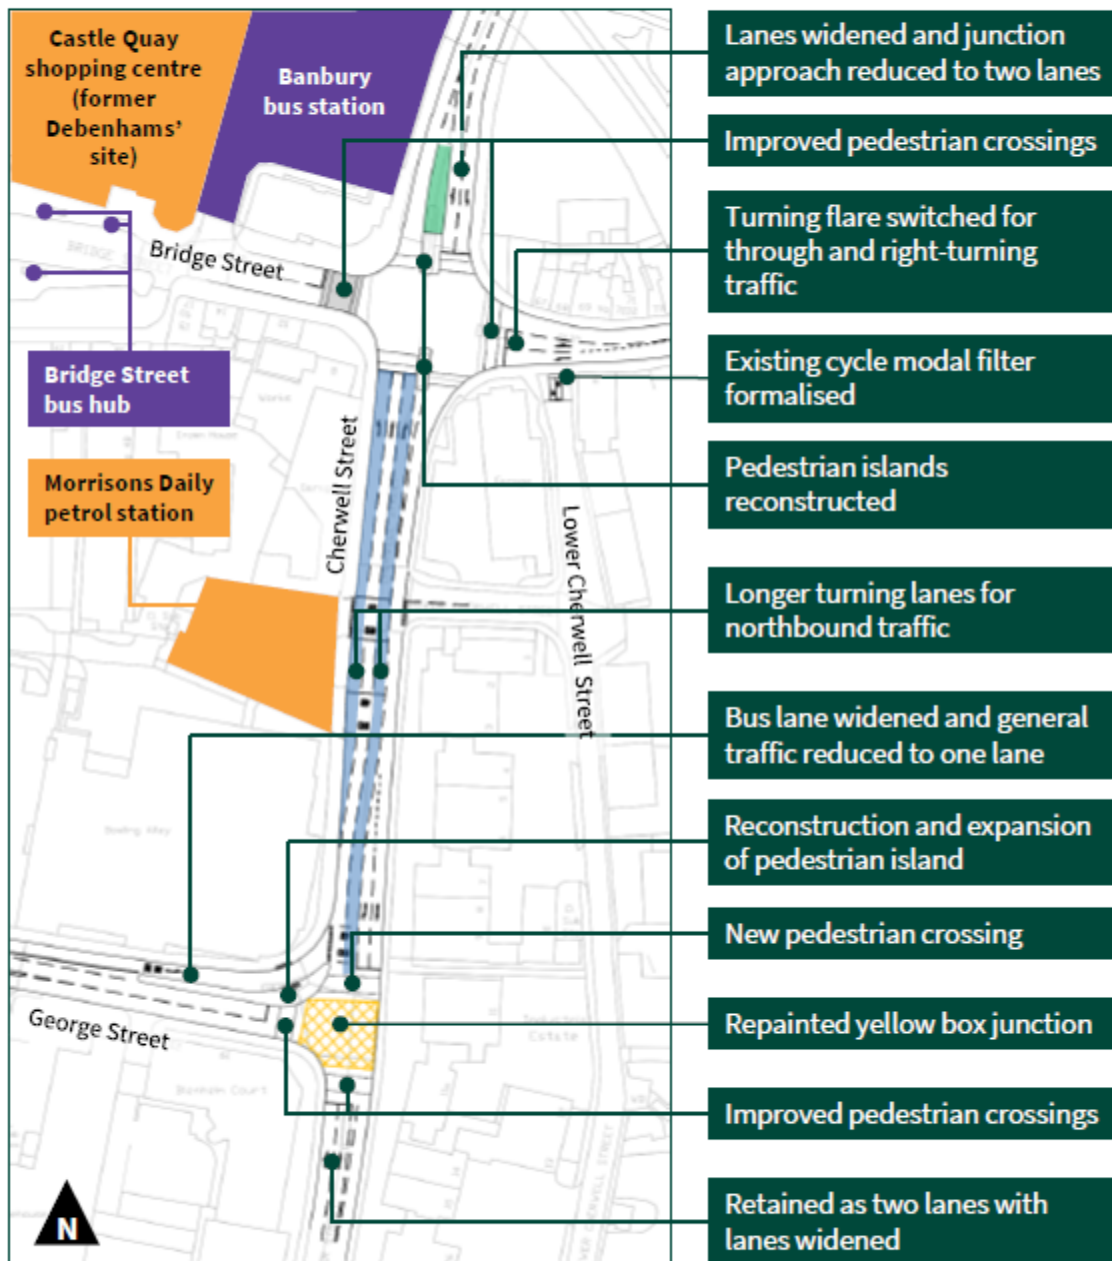 Castle Quay
shopping centre
(former
Debenhams’
site)
Banbury
bus station
Bridge Street
Bridge Street
bus hub
Morrisons Daily
petrol station
Cherwell Street
Lower Cherwell Street
George Street
N
Lanes widened and junction
approach reduced to two lanes
Improved pedestrian crossings
Turning flare switched for
through and right-turning
traffic
Existing cycle modal filter
formalised
Pedestrian islands
reconstructed
Longer turning lanes for
northbound traffic
Bus lane widened and general
traffic reduced to one lane
Reconstruction and expansion
of pedestrian island
New pedestrian crossing
Repainted yellow box junction
Improved pedestrian crossings
Retained as two lanes with
lanes widened